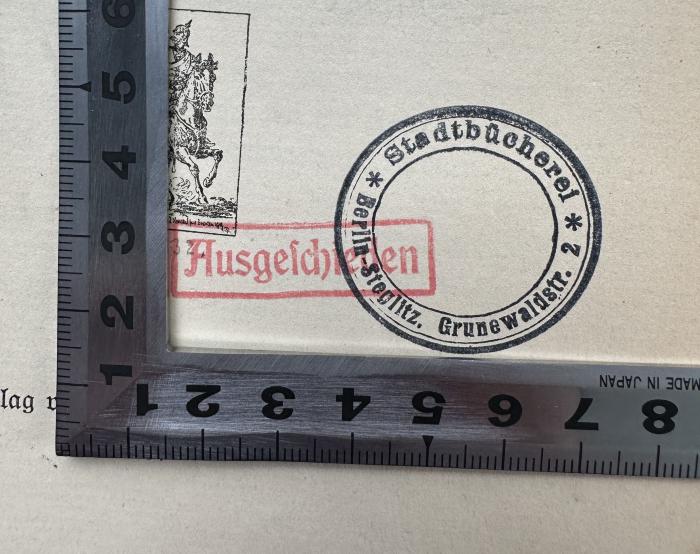 6
5
4
3
2
1
32.
Ausgeschieden
* Stadtbücherei *
Berlin-Steglitz. Grunewaldstr. 2
lag v
MADE IN JAPAN
1 2 3 4 5 6 7 8